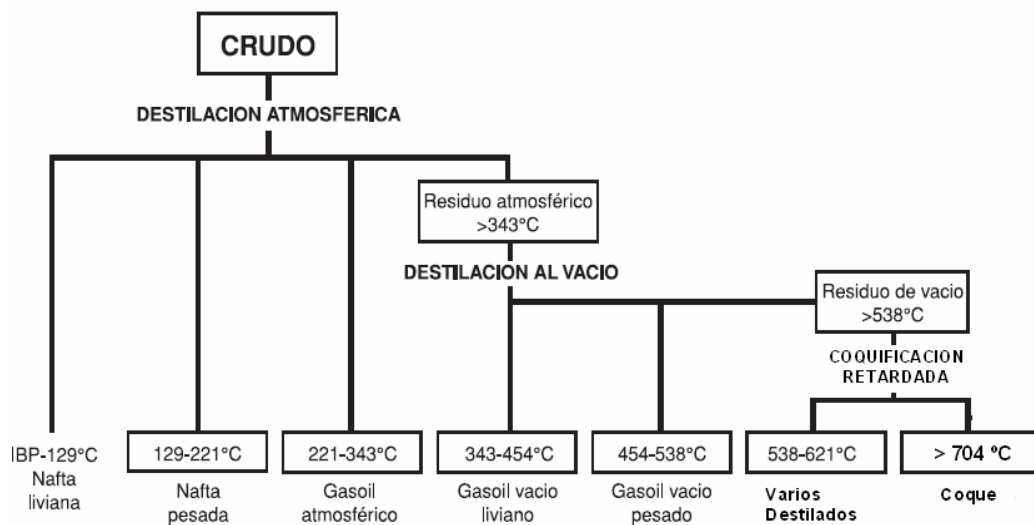 CRUDO
DESTILACION ATMOSFERICA
Residuo atmosférico
>343°C
DESTILACION AL VACIO
Residuo de vacio
>538°C
COQUIFICACION
RETARDADA
IBP-129°C
Nafta
liviana
129-221°C
Nafta
pesada
221-343°C
Gasoil
atmosférico
343-454°C
Gasoil vacio
liviano
454-538°C
Gasoil vacio
pesado
538-621°C
Varios
Destilados
> 704 °C
Coque